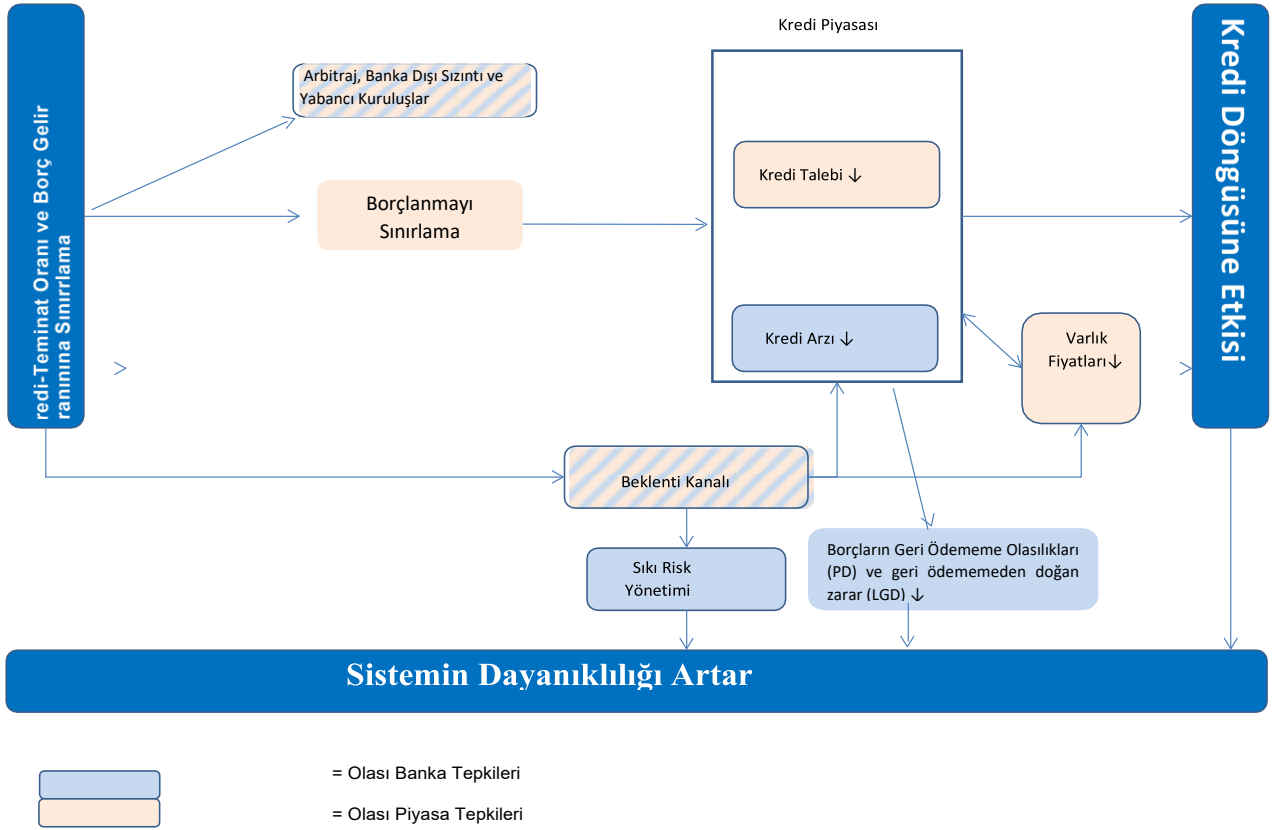 Kredi Piyasası
Kredi Döngüsüne Etkisi
redi-Teminat Oranı ve Borç Gelir
ranınına Sınırrlama
Arbitraj, Banka Dışı Sızıntı ve
Yabancı Kuruluşlar
Kredi Talebi ↓
Borçlanmayı
Sınırlama
Kredi Arzı ↓
Varlık
Fiyatları↓
Beklenti Kanalı
Sıkı Risk
Yönetimi
Borçların Geri Ödememe Olasılıkları
(PD) ve geri ödememeden doğan
zarar (LGD) ↓
Sistemin Dayanıklılığı Artar
= Olası Banka Tepkileri
= Olası Piyasa Tepkileri